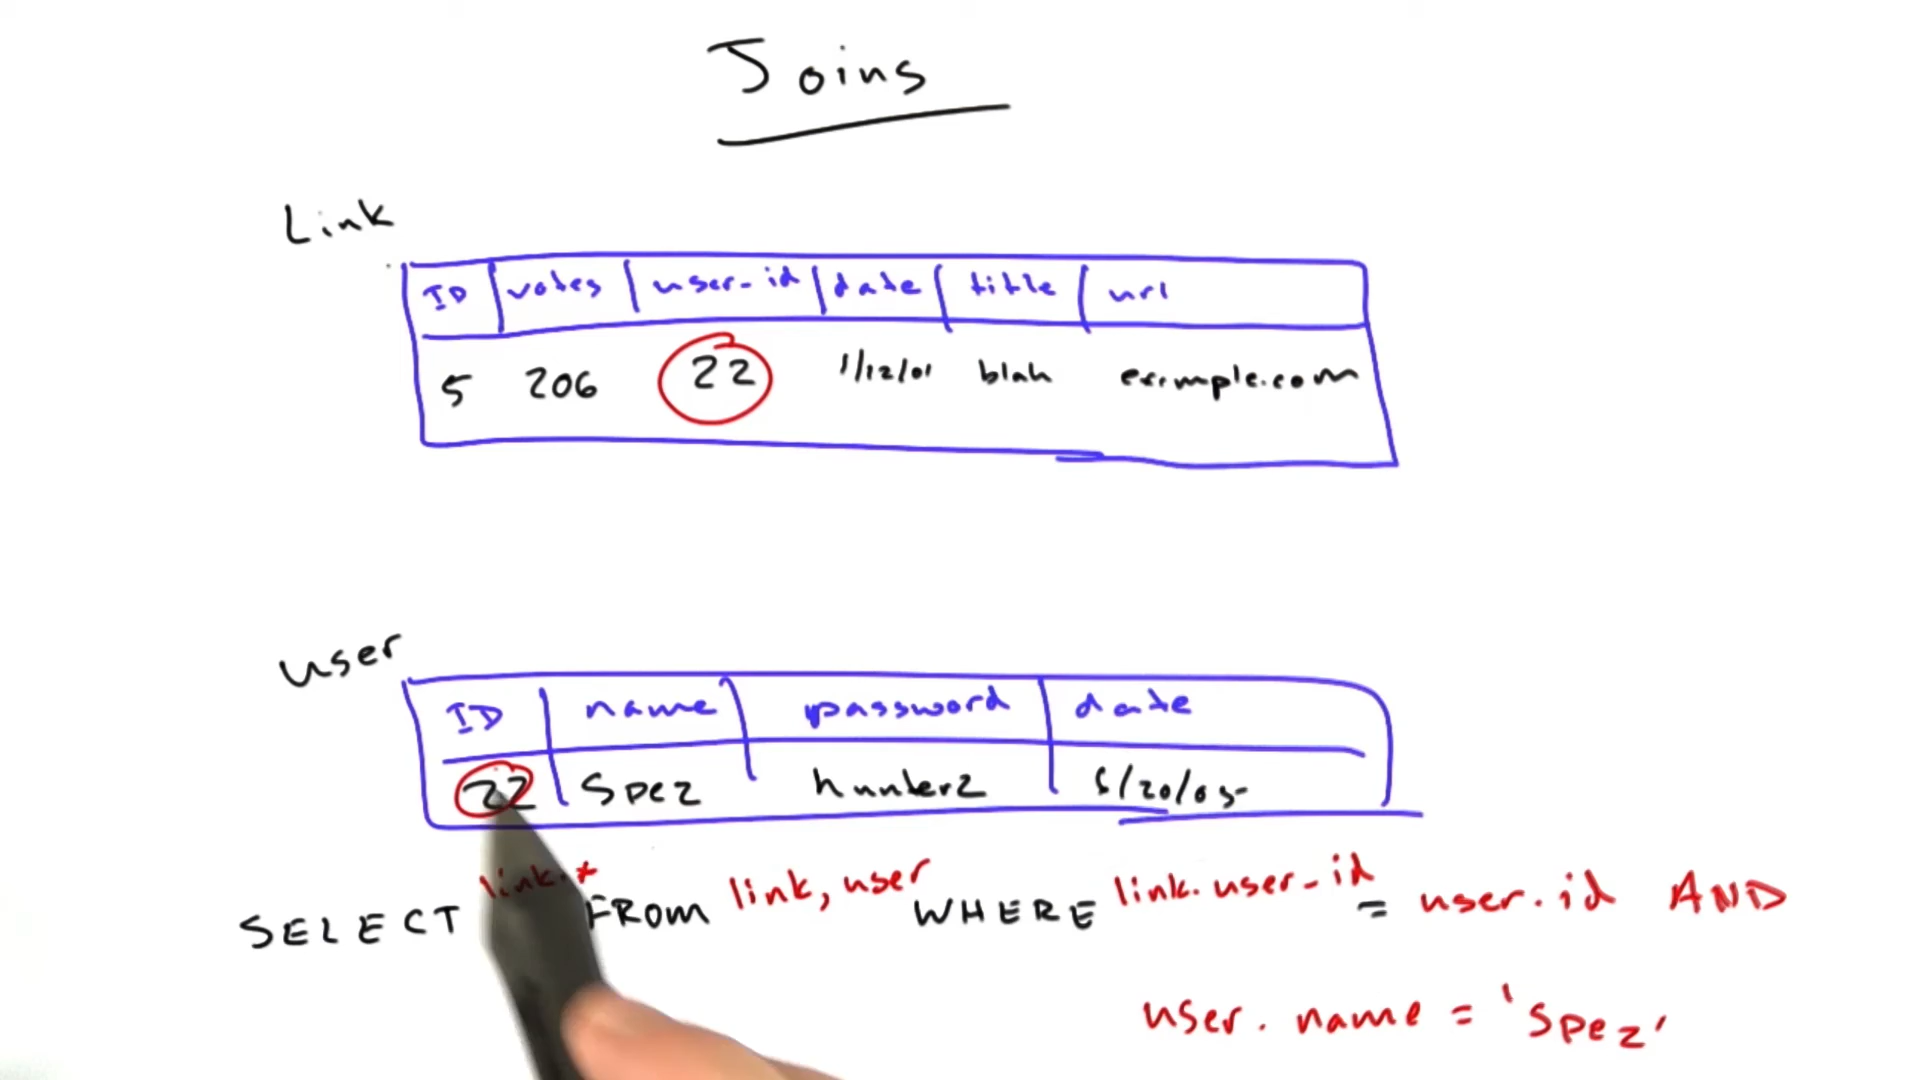 Joins
Link
ID votes user-id date title url
5 206 22 1/12/01 blah example.com
user
ID name password date
22 Spez hunter2 5/20/05
SELECT link.* FROM link, user WHERE link.user-id = user.id AND
user.name = 'spez'